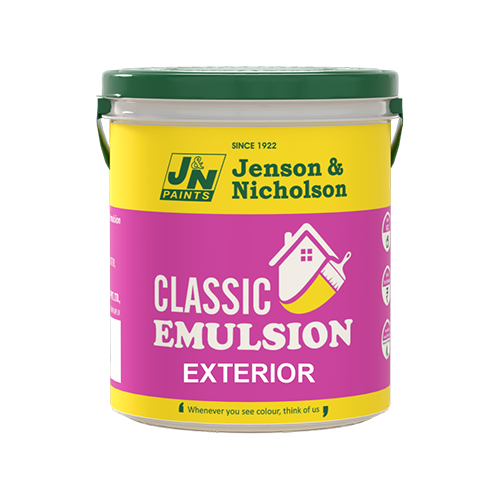 SINCE 1922
J&N
PAINTS
Jenson &
Nicholson
CLASSIC
EMULSION
EXTERIOR
Whenever you see colour, think of us